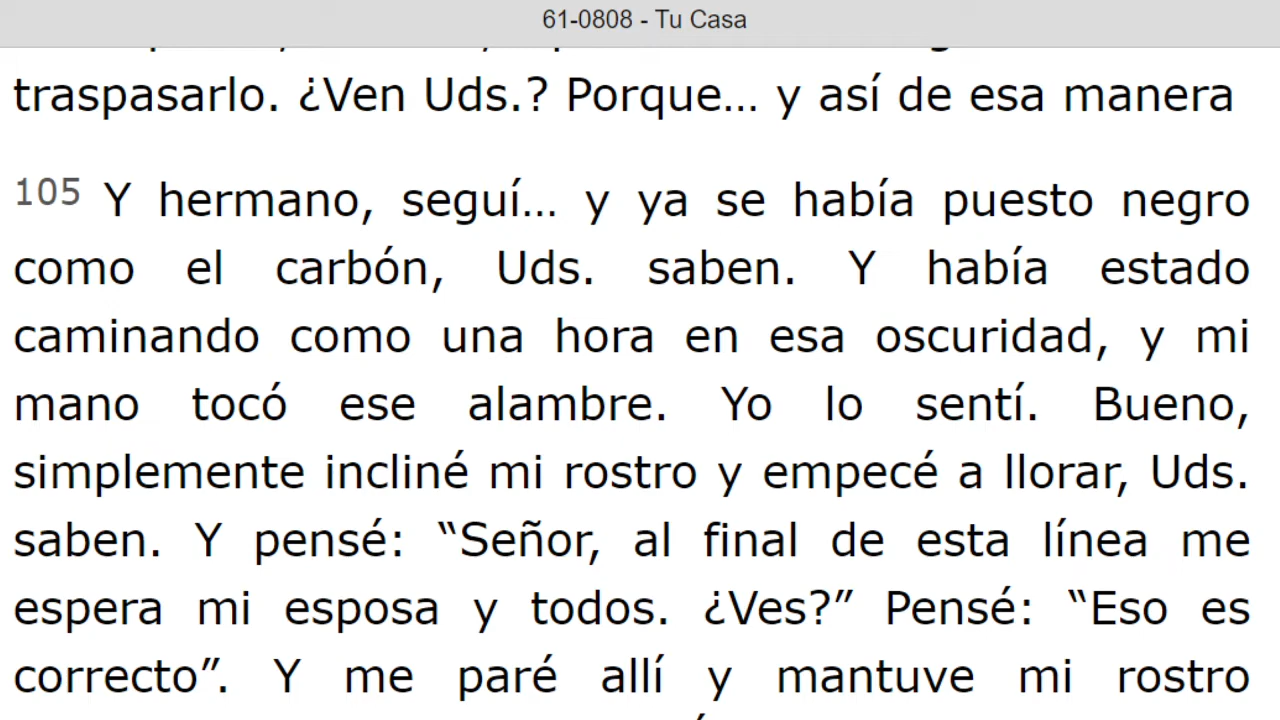 61-0808 - Tu Casa
traspasarlo. ¿Ven Uds.? Porque... y así de esa manera
105 Y hermano, seguí... y ya se había puesto negro
como el carbón, Uds. saben. Y había estado
caminando como una hora en esa oscuridad, y mi
mano tocó ese alambre. Yo lo sentí. Bueno,
simplemente incliné mi rostro y empecé a llorar, Uds.
saben. Y pensé: “Señor, al final de esta línea me
espera mi esposa y todos. ¿Ves?” Pensé: “Eso es
correcto”. Y me paré allí y mantuve mi rostro